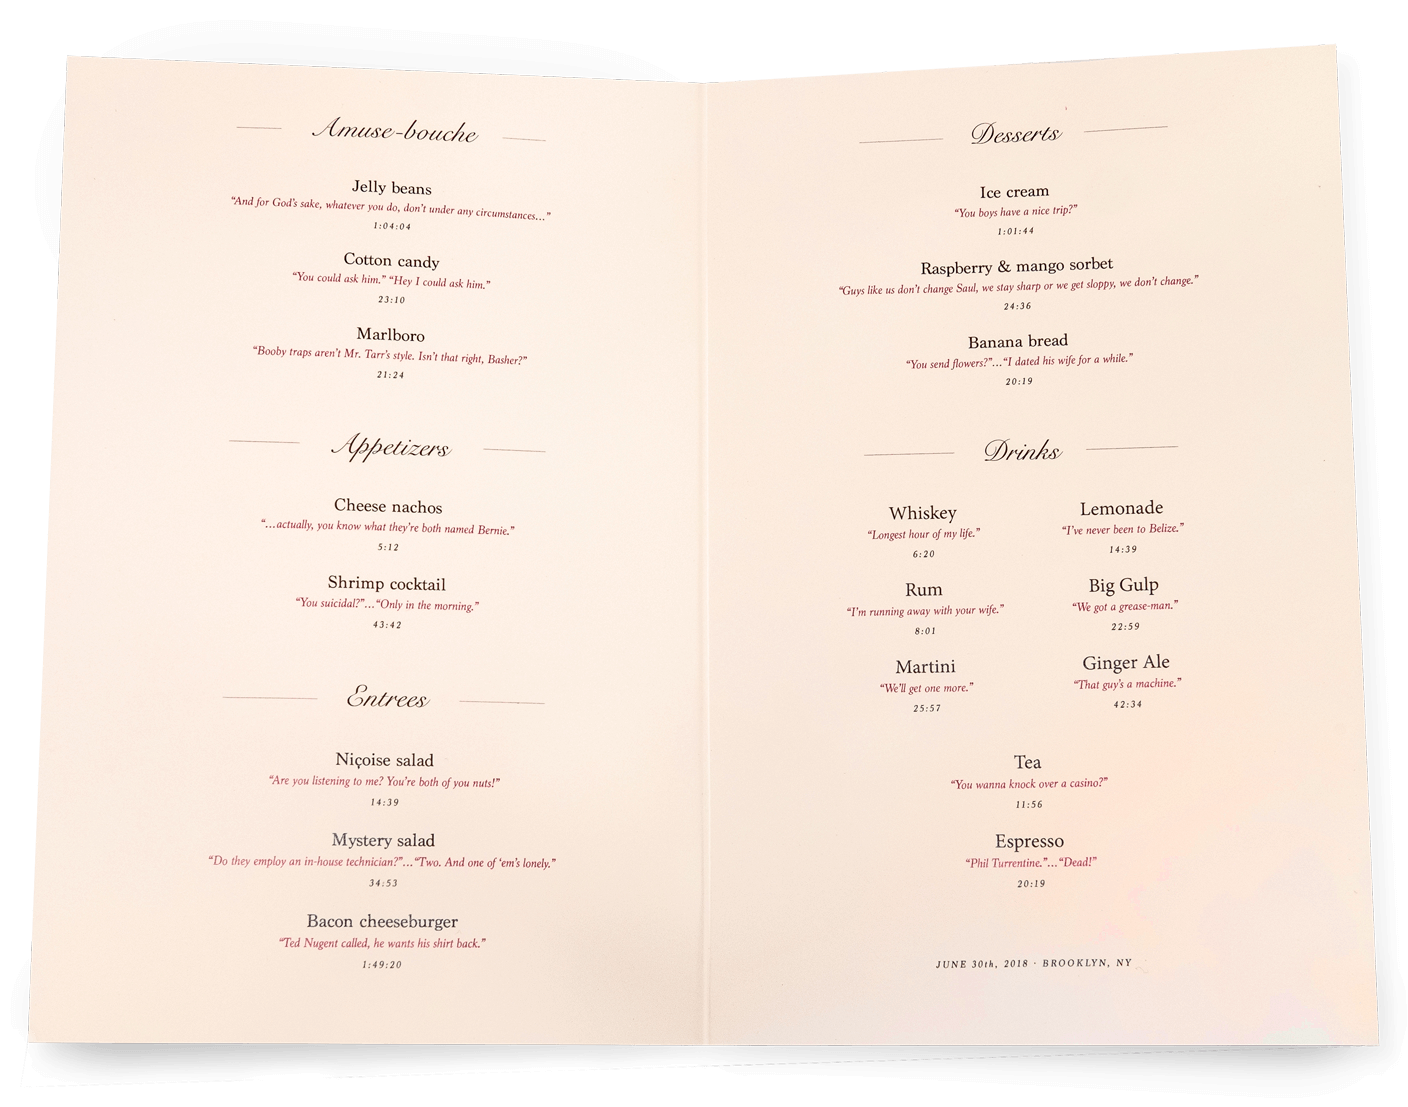 Amuse-bouche
Jelly beans
“And for God’s sake, whatever you do, don’t under any circumstances...”
1:04:04
Cotton candy
“You could ask him.” “Hey I could ask him.”
23:10
Marlboro
“Booby traps aren’t Mr. Tarr’s style. Isn’t that right, Basher?”
21:24
Appetizers
Cheese nachos
“...actually, you know what they’re both named Bernie.”
5:12
Shrimp cocktail
“You suicidal?”...“Only in the morning.”
43:42
Entrees
Niçoise salad
“Are you listening to me? You’re both of you nuts!”
14:39
Mystery salad
“Do they employ an in-house technician?”...“Two. And one of ‘em’s lonely.”
34:53
Bacon cheeseburger
“Ted Nugent called, he wants his shirt back.”
1:49:20
Desserts
Ice cream
“You boys have a nice trip?”
1:01:44
Raspberry & mango sorbet
“Guys like us don’t change Saul, we stay sharp or we get sloppy, we don’t change.”
24:36
Banana bread
“You send flowers?”...“I dated his wife for a while.”
20:19
Drinks
Whiskey
“Longest hour of my life.”
6:20
Lemonade
“I’ve never been to Belize.”
14:39
Rum
“I’m running away with your wife.”
8:01
Big Gulp
“We got a grease-man.”
22:59
Martini
“We’ll get one more.”
25:57
Ginger Ale
“That guy’s a machine.”
42:34
Tea
“You wanna knock over a casino?”
11:56
Espresso
“Phil Turrentine.”...“Dead!”
20:19
JUNE 30th, 2018 · BROOKLYN, NY